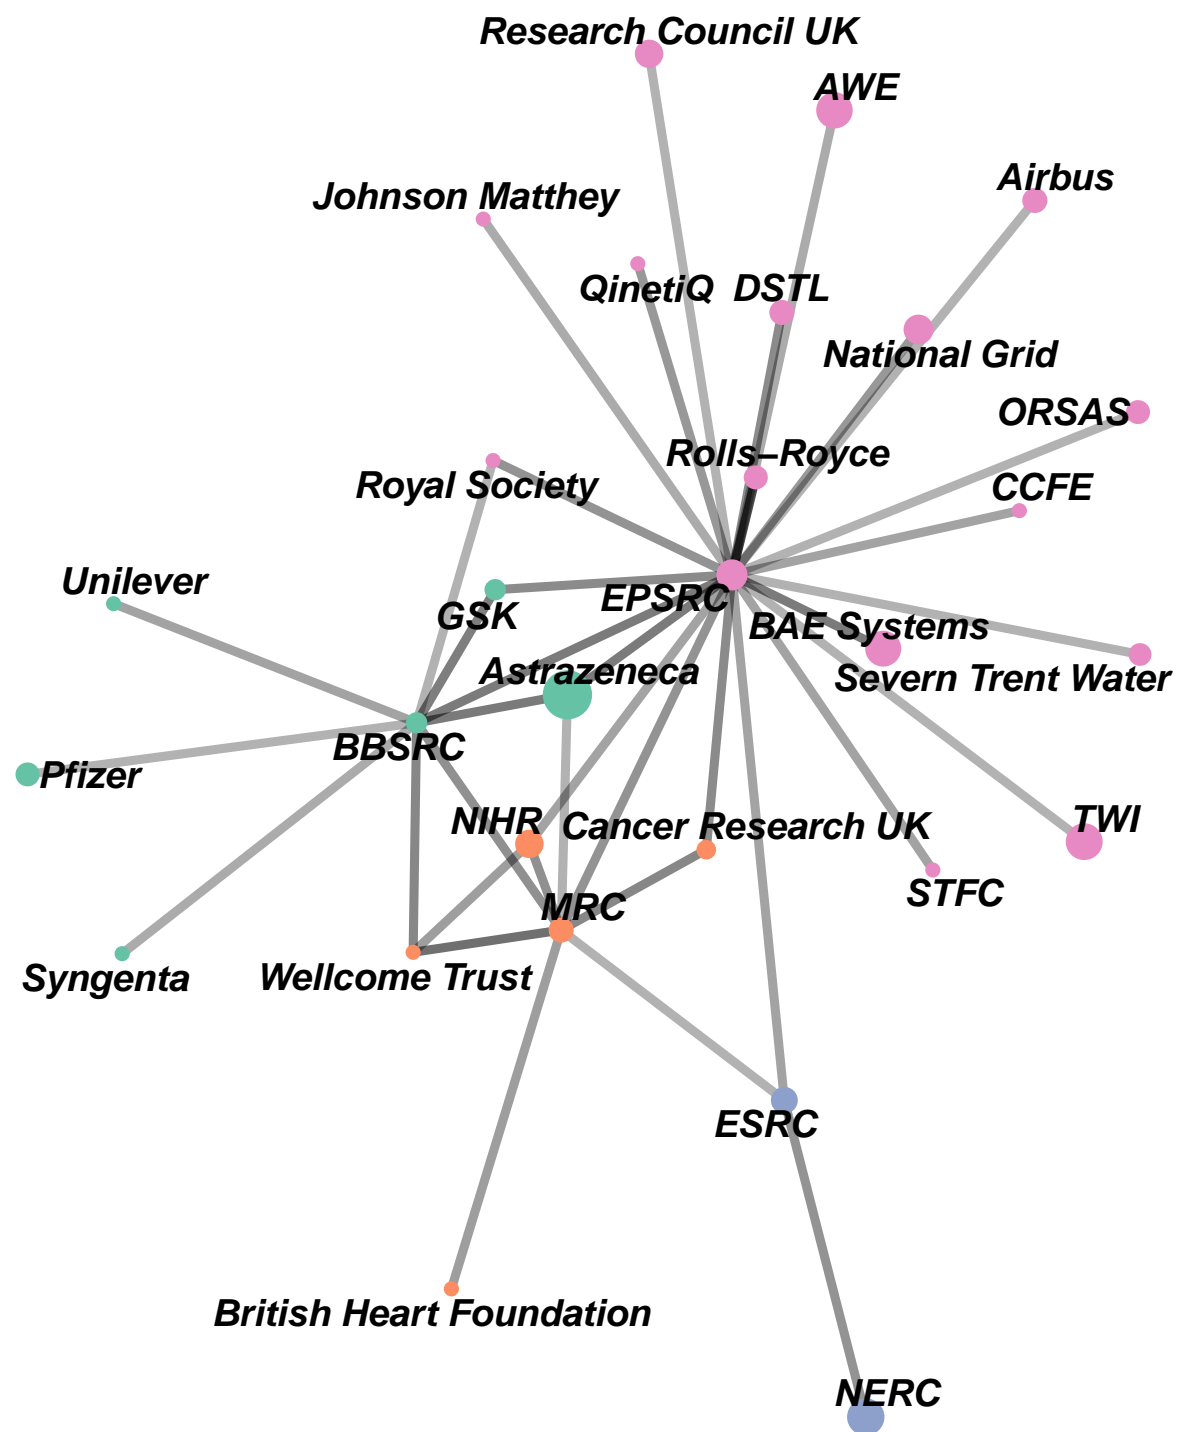 Research Council UK
AWE
Airbus
Johnson Matthey
QinetiQ
DSTL
National Grid
ORSAS
Rolls–Royce
Royal Society
CCFE
Unilever
GSK
EPSRC
BAE Systems
Astrazeneca
Severn Trent Water
BBSRC
Pfizer
NIHR
Cancer Research UK
TWI
STFC
MRC
Syngenta
Wellcome Trust
ESRC
British Heart Foundation
NERC